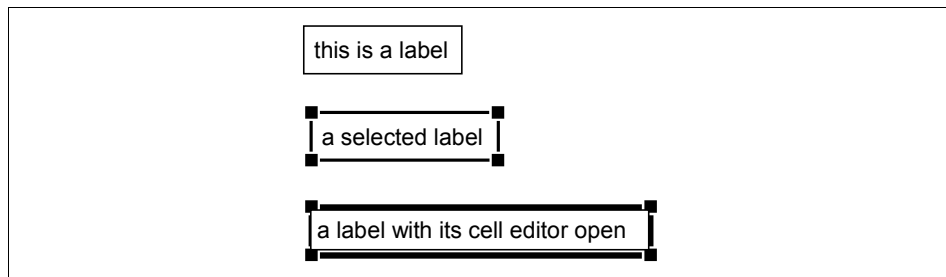 this is a label
a selected label
a label with its cell editor open